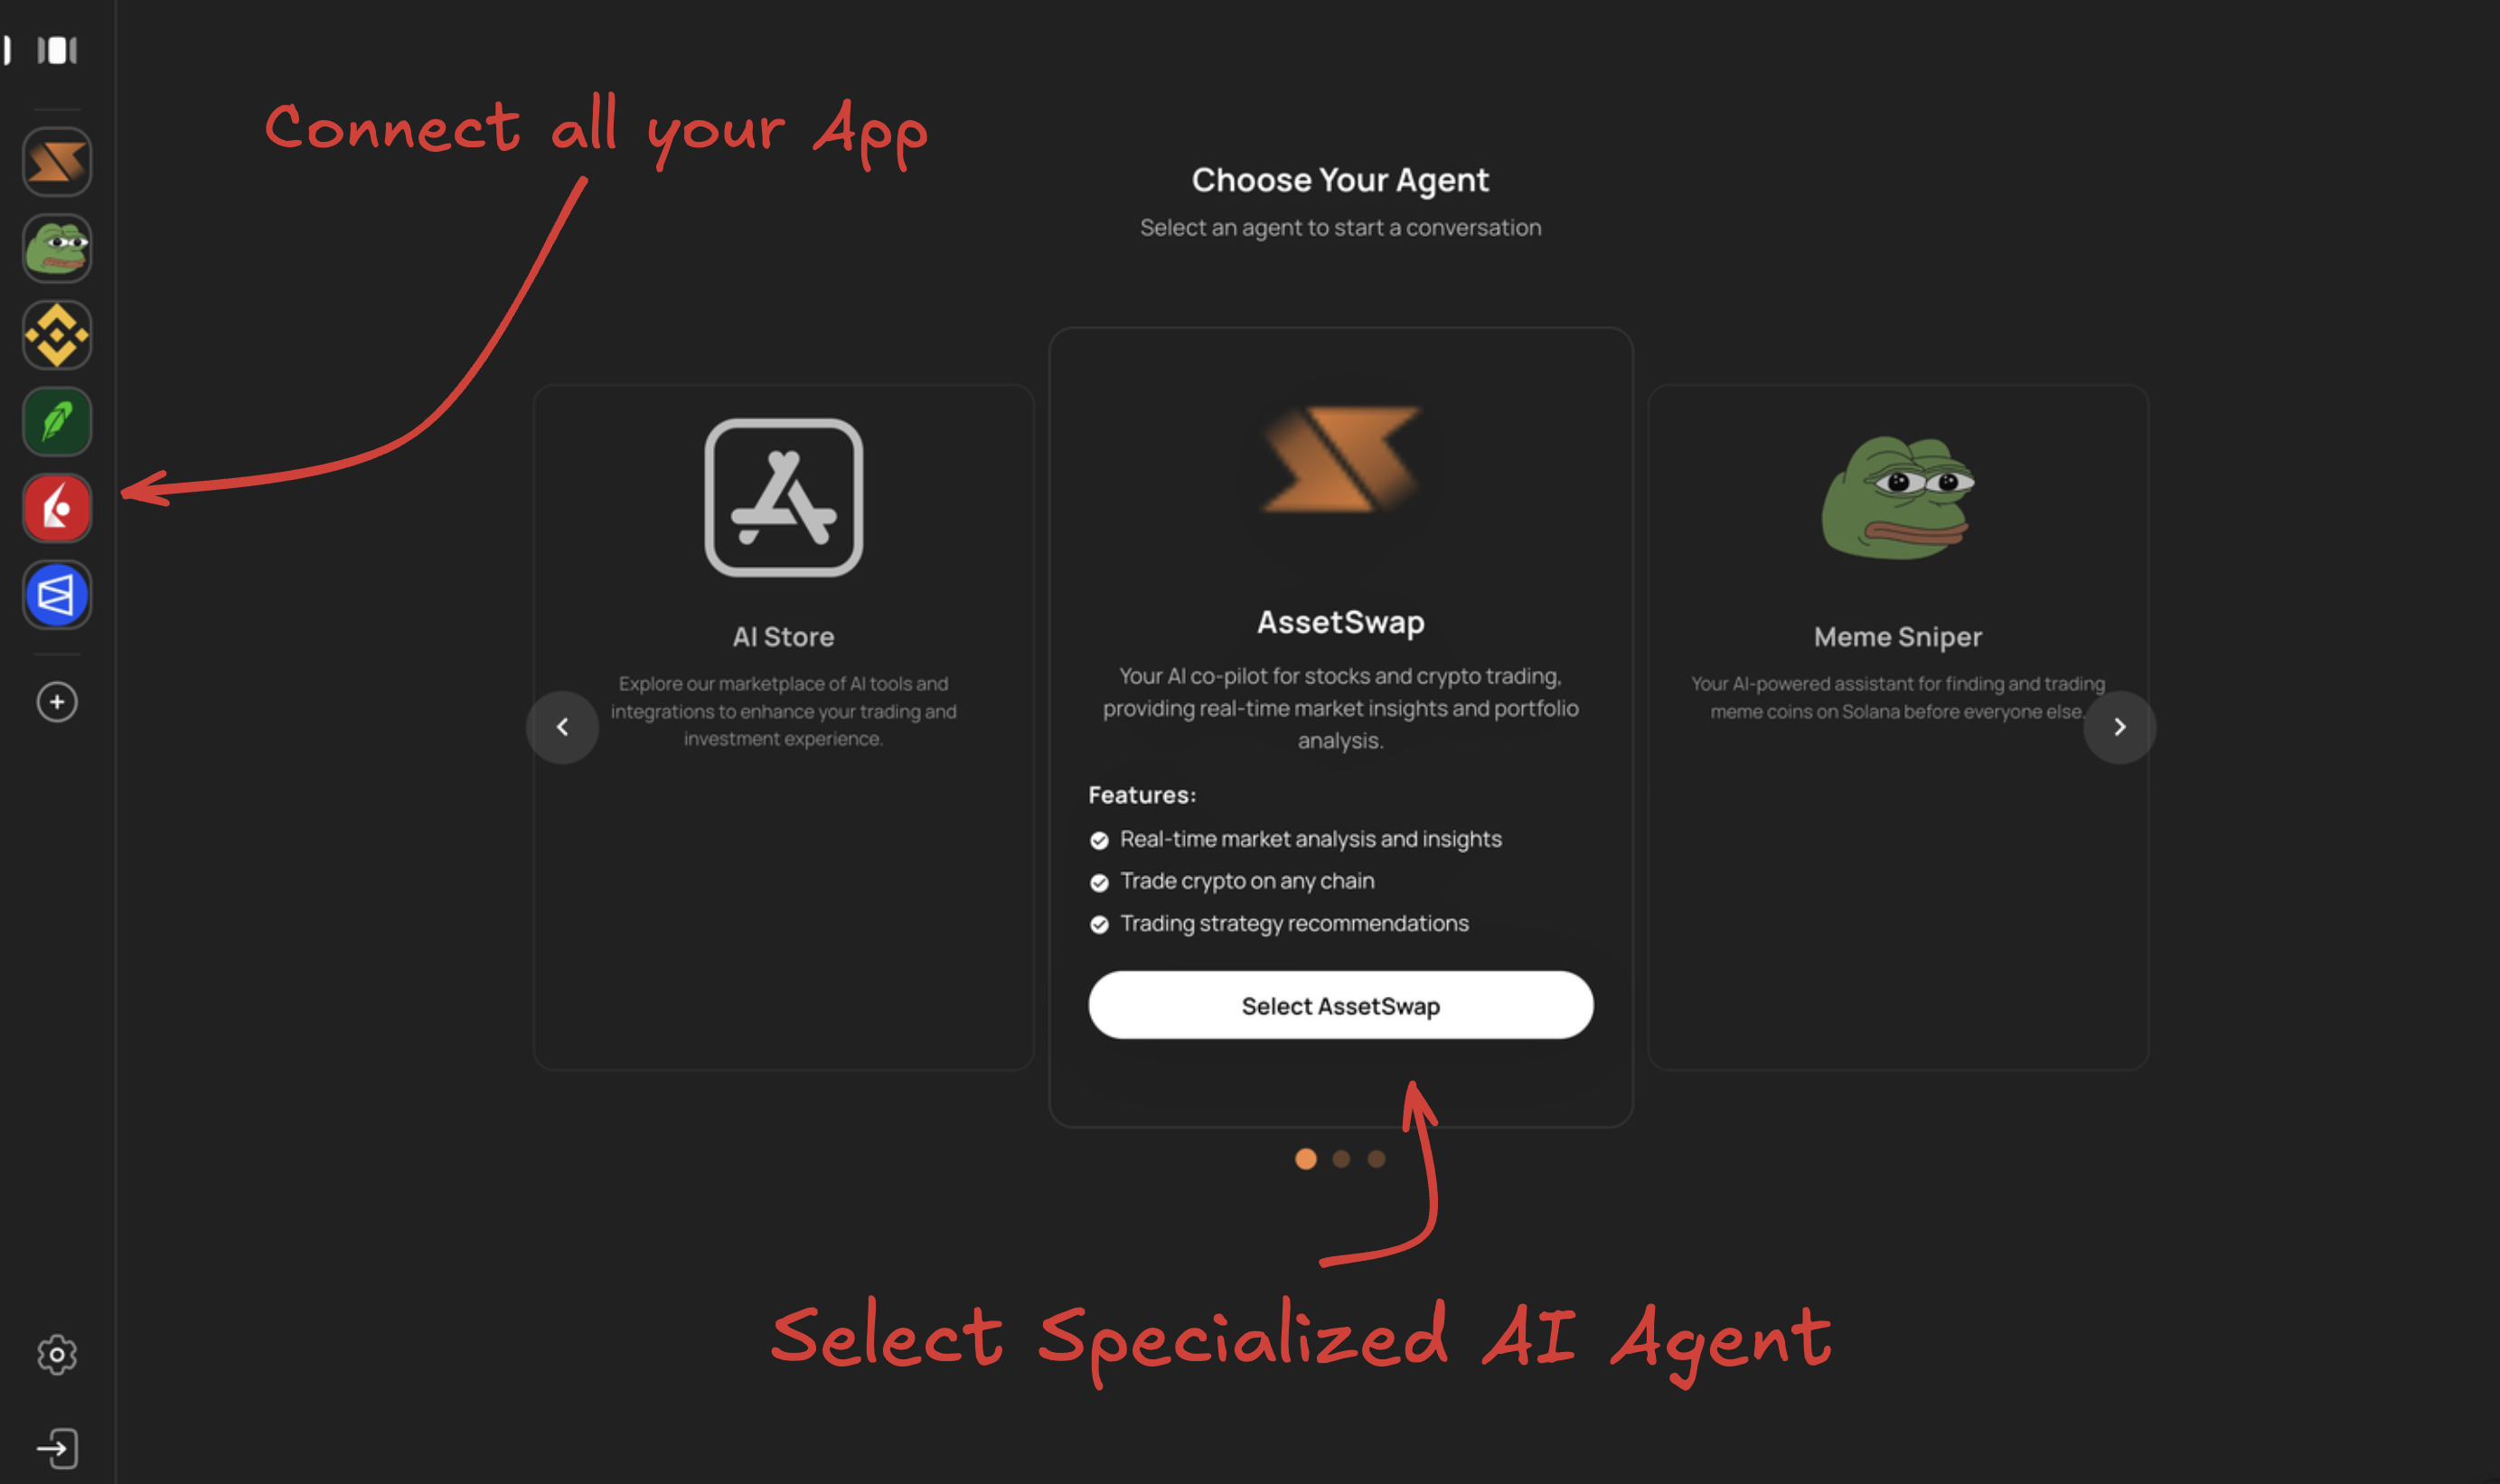 Connect all your App
Choose Your Agent
Select an agent to start a conversation
AI Store
Explore our marketplace of AI tools and
integrations to enhance your trading and
investment experience.
AssetSwap
Your AI co-pilot for stocks and crypto trading,
providing real-time market insights and portfolio
analysis.
Features:
Real-time market analysis and insights
Trade crypto on any chain
Trading strategy recommendations
Select AssetSwap
Meme Sniper
Your AI-powered assistant for finding and trading
meme coins on Solana before everyone else.
Select Specialized AI Agent